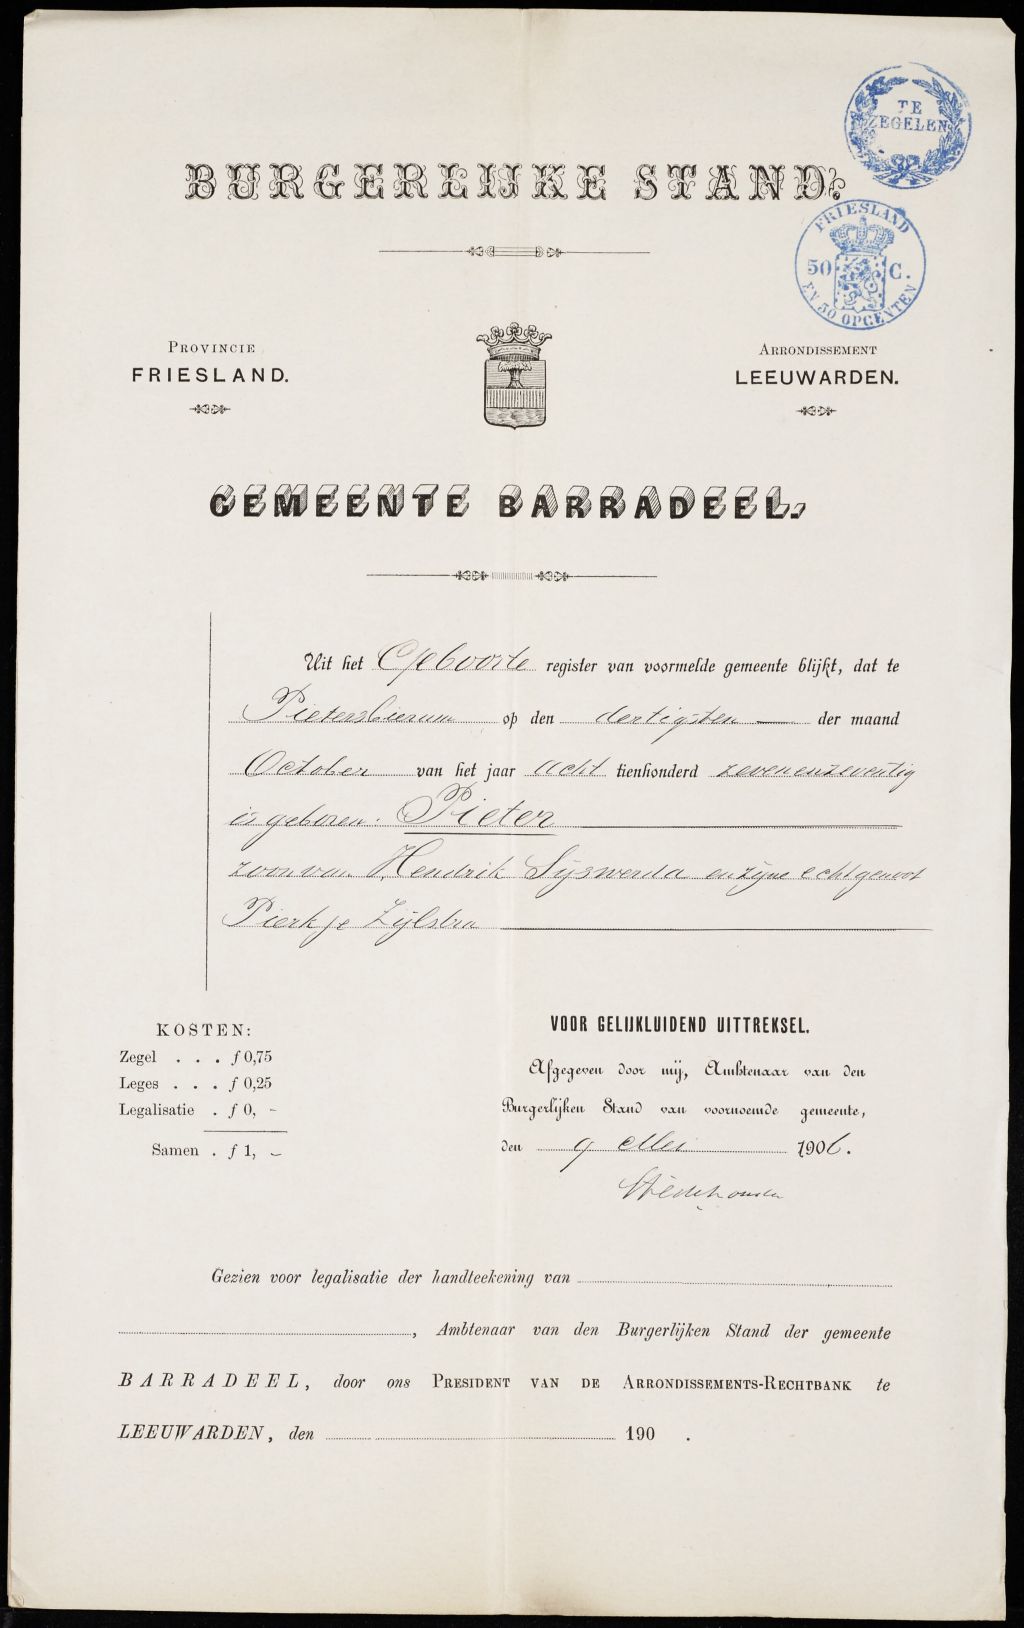 TE
ZEGELEN
BURGERLIJKE STAND.
FRIESLAND
50 C.
EN 50 OPCENTEN
PROVINCIE
FRIESLAND.
ARRONDISSEMENT
LEEUWARDEN.
GEMEENTE BARRADEEL.
Uit het Geboorte register van voormelde gemeente blijkt, dat te
Pietersbierum op den dertigsten der maand
October van het jaar acht tienhonderd zevenenzeventig
is geboren: Pieter
zoon van Hendrik Sijswerda en zijne echtgenoot
Pierkje Zijlstra
KOSTEN:
Zegel . . . f 0,75
Leges . . . f 0,25
Legalisatie . f 0, -
Samen . f 1, -
VOOR GELIJKLUIDEND UITTREKSEL.
Afgegeven door mij, Ambtenaar van den
Burgerlijken Stand van voornoemde gemeente,
den 9 Mei 1906.
Gezien voor legalisatie der handteekening van
, Ambtenaar van den Burgerlijken Stand der gemeente
BARRADEEL, door ons PRESIDENT VAN DE ARRONDISSEMENTS-RECHTBANK te
LEEUWARDEN, den 190 .